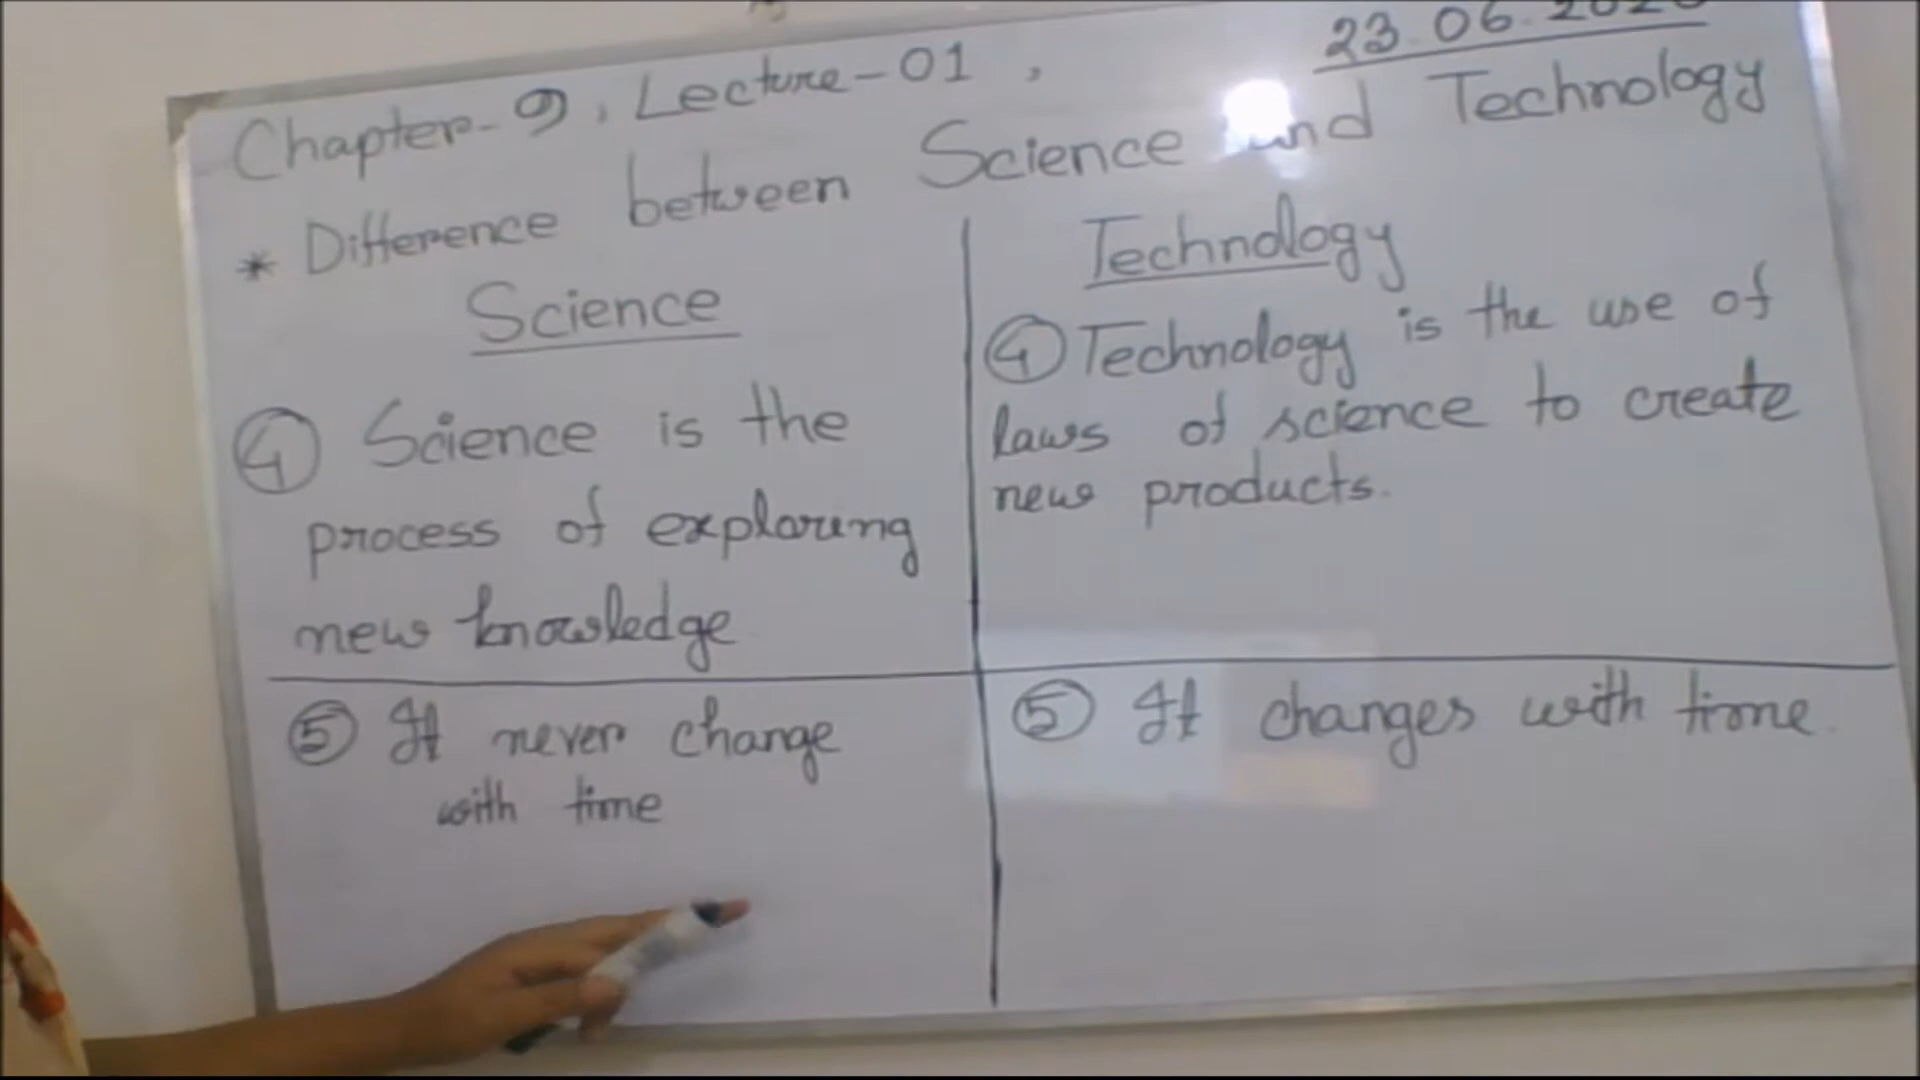 23.06.202
Chapter-9, Lecture-01,
* Difference between Science and Technology
Science
④ Science is the
process of exploring
new knowledge
⑤ It never change
with time
Technology
④ Technology is the use of
laws of science to create
new products.
⑤ It changes with time.